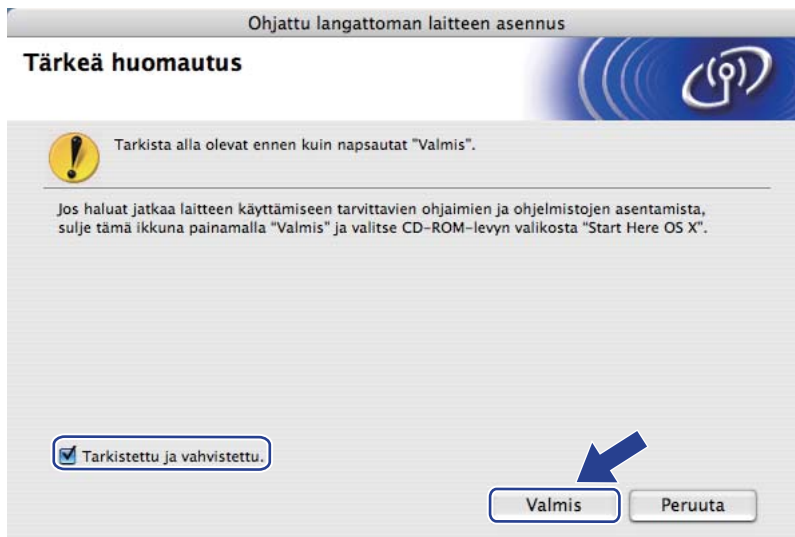 Ohjattu langattoman laitteen asennus
Tärkeä huomautus
Tarkista alla olevat ennen kuin napsautat "Valmis".
Jos haluat jatkaa laitteen käyttämiseen tarvittavien ohjaimien ja ohjelmistojen asentamista,
sulje tämä ikkuna painamalla "Valmis" ja valitse CD-ROM-levyn valikosta "Start Here OS X".
Tarkistettu ja vahvistettu.
Valmis
Peruuta